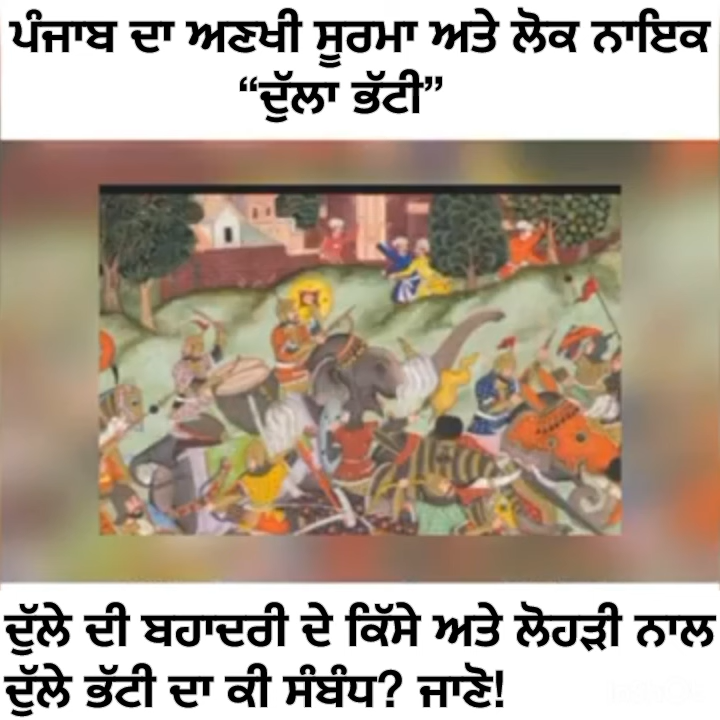 ਪੰਜਾਬ ਦਾ ਅਣਖੀ ਸੂਰਮਾ ਅਤੇ ਲੋਕ ਨਾਇਕ
“ਦੁੱਲਾ ਭੱਟੀ”
ਦੁੱਲੇ ਦੀ ਬਹਾਦਰੀ ਦੇ ਕਿੱਸੇ ਅਤੇ ਲੋਹੜੀ ਨਾਲ
ਦੁੱਲੇ ਭੱਟੀ ਦਾ ਕੀ ਸੰਬੰਧ? ਜਾਣੋ!